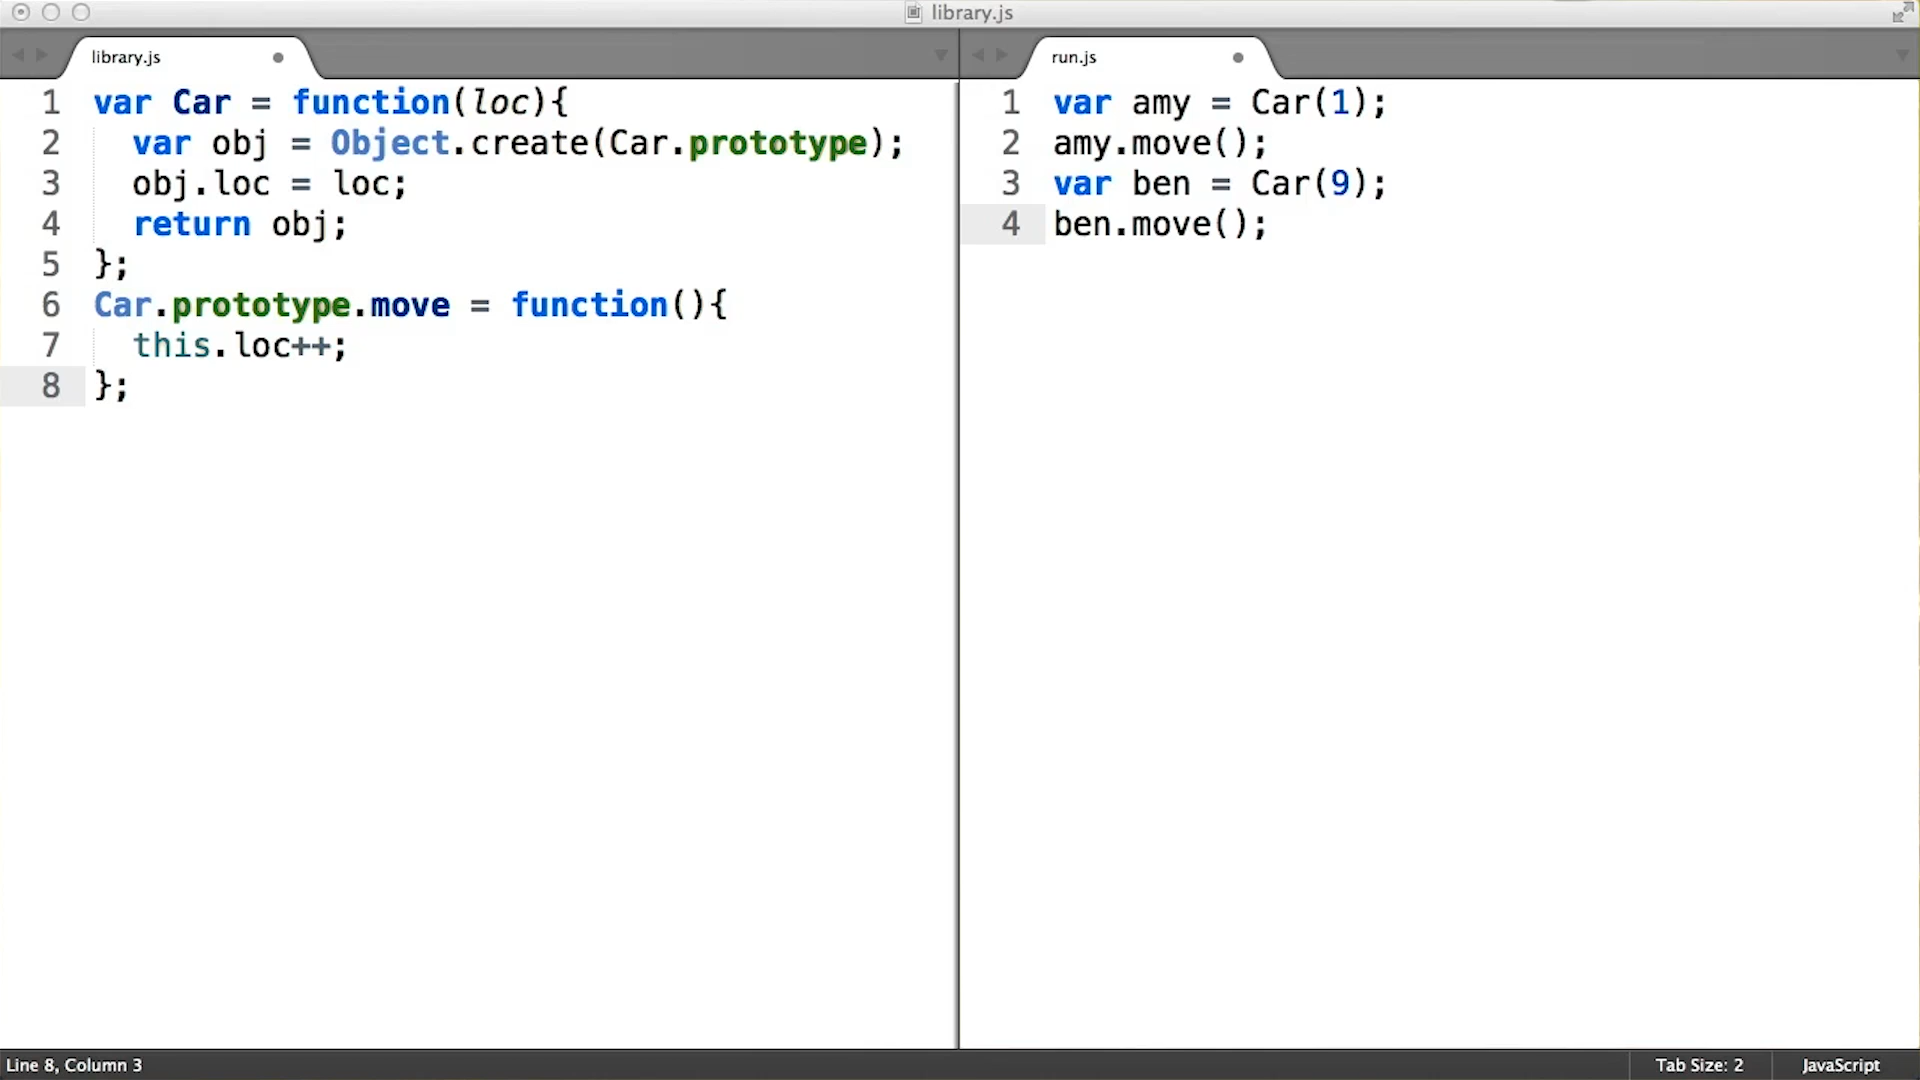 library.js
library.js
1 var Car = function(loc){
2   var obj = Object.create(Car.prototype);
3   obj.loc = loc;
4   return obj;
5 };
6 Car.prototype.move = function(){
7   this.loc++;
8 };
run.js
1 var amy = Car(1);
2 amy.move();
3 var ben = Car(9);
4 ben.move();
Line 8, Column 3
Tab Size: 2
JavaScript